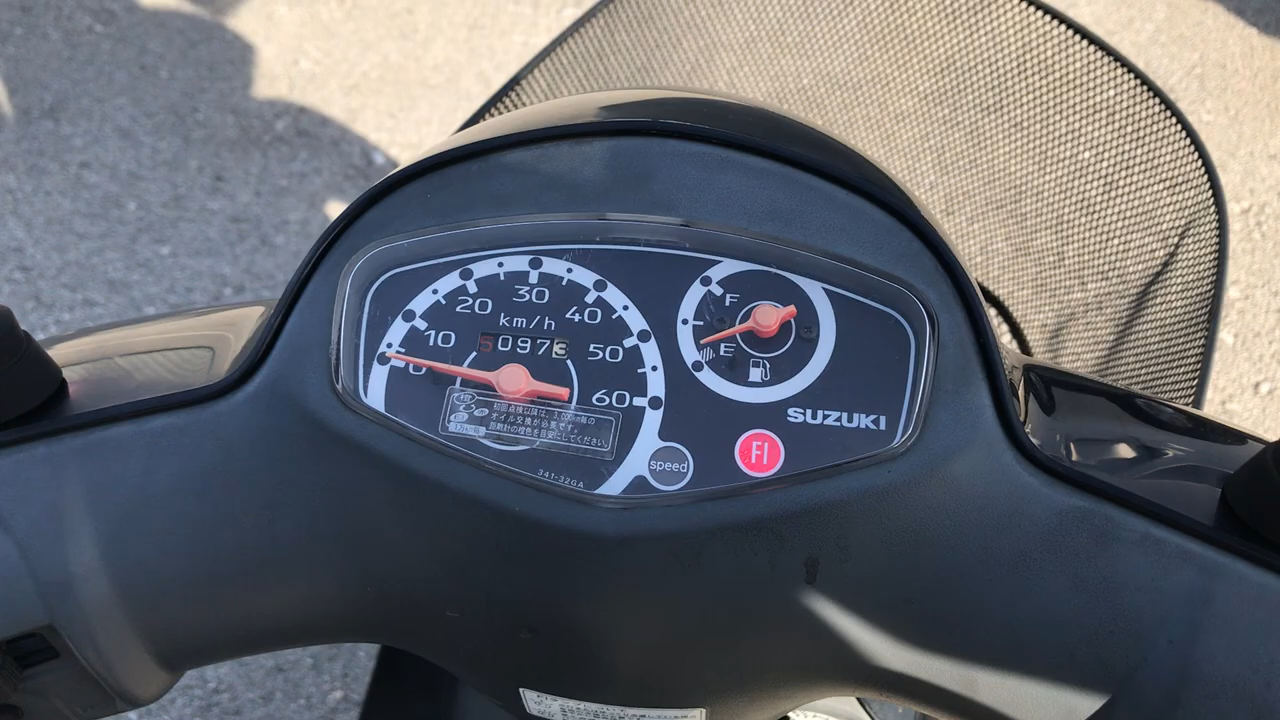 0
10
20
30
40
50
60
km/h
50973
F
E
SUZUKI
FI
speed
初回点検以降は、3,000km毎の
オイル交換が必要です。
距離計の橙色を目安にしてください。
341-32GA